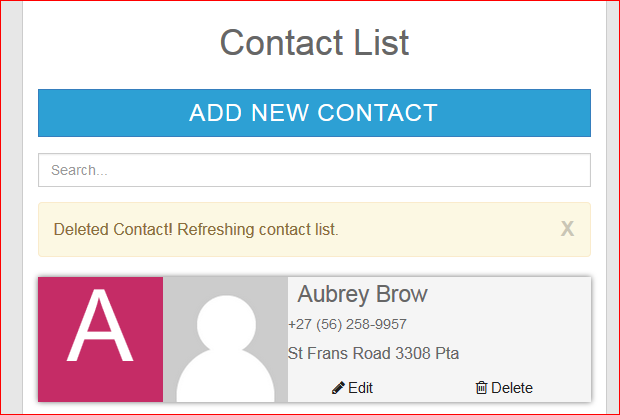 Contact List
ADD NEW CONTACT
Search...
Deleted Contact! Refreshing contact list.
X
A
Aubrey Brow
+27 (56) 258-9957
St Frans Road 3308 Pta
Edit Delete